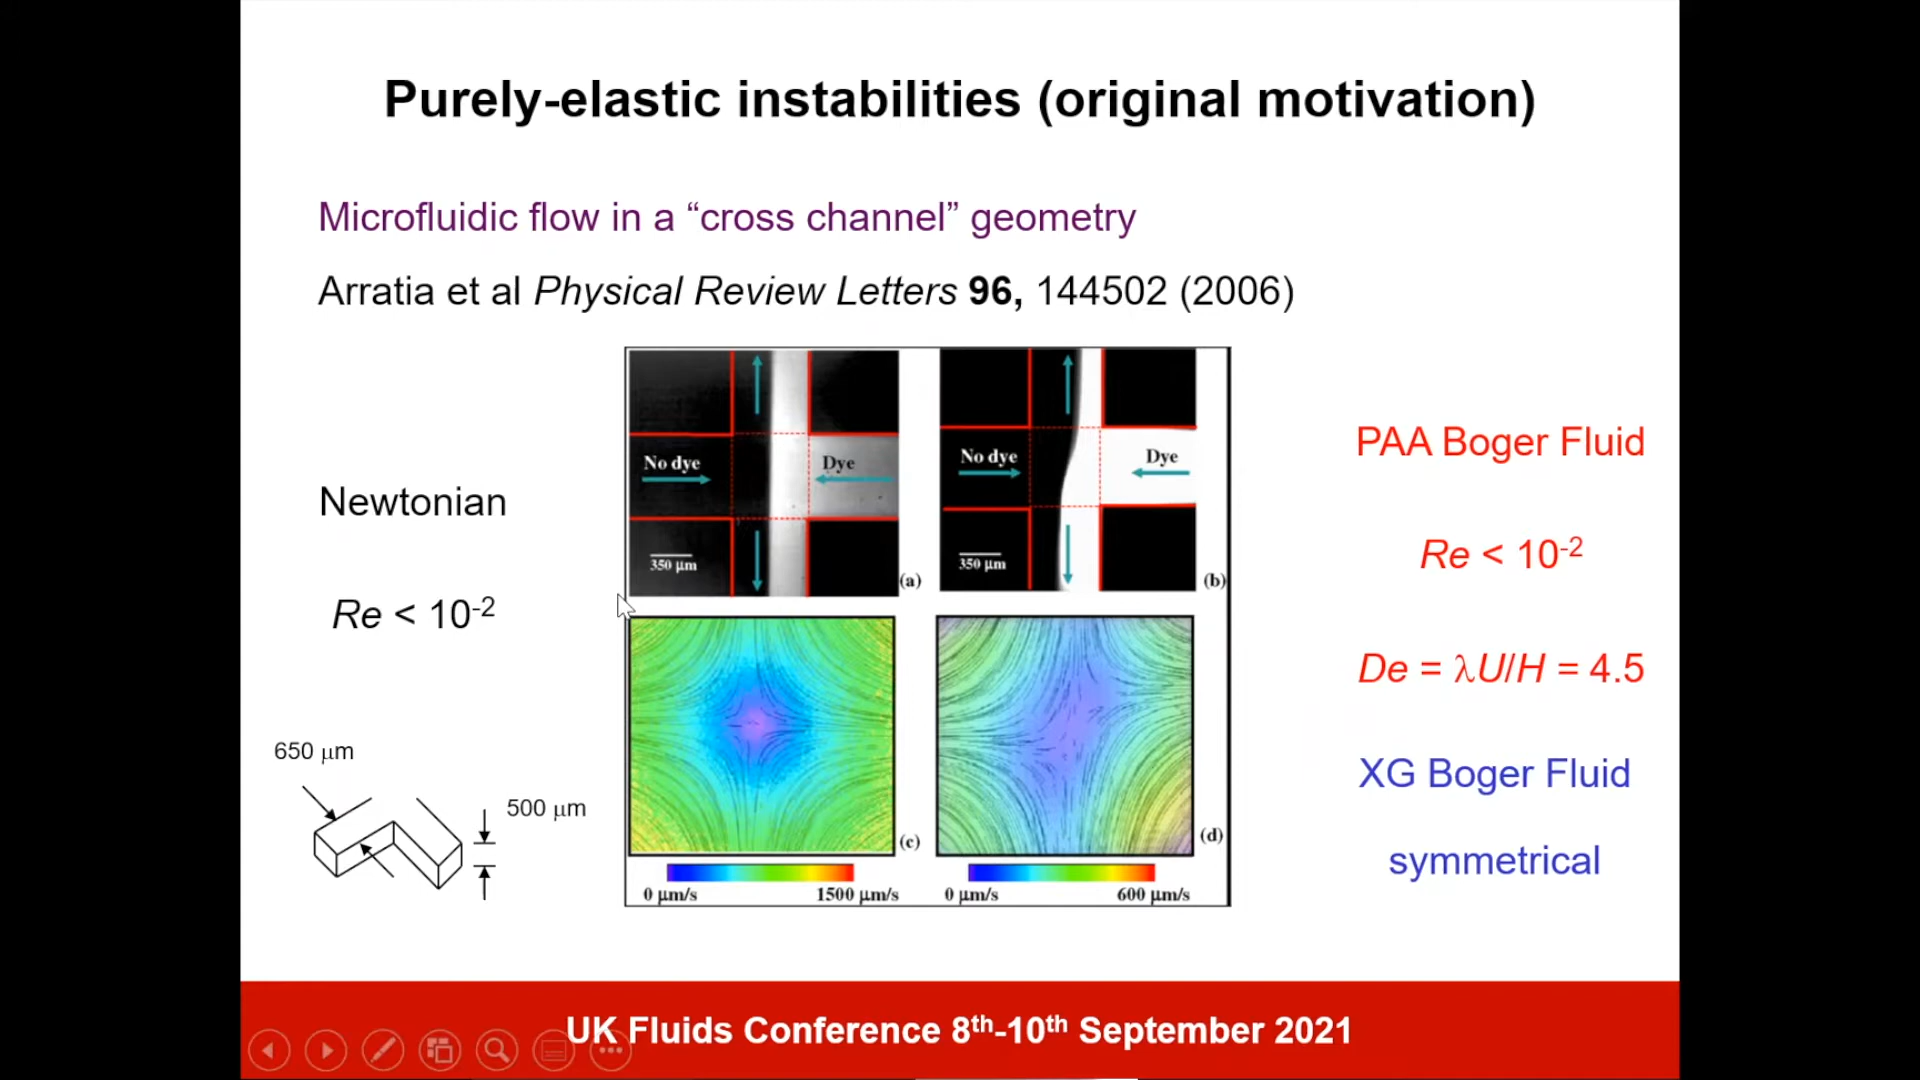 Purely-elastic instabilities (original motivation)
Microfluidic flow in a “cross channel” geometry
Arratia et al Physical Review Letters 96, 144502 (2006)
Newtonian
Re < 10-2
650 μm
500 μm
No dye
Dye
350 μm
(a)
No dye
Dye
350 μm
(b)
(c)
(d)
0 μm/s
1500 μm/s
0 μm/s
600 μm/s
PAA Boger Fluid
Re < 10-2
De = λU/H = 4.5
XG Boger Fluid
symmetrical
UK Fluids Conference 8th-10th September 2021